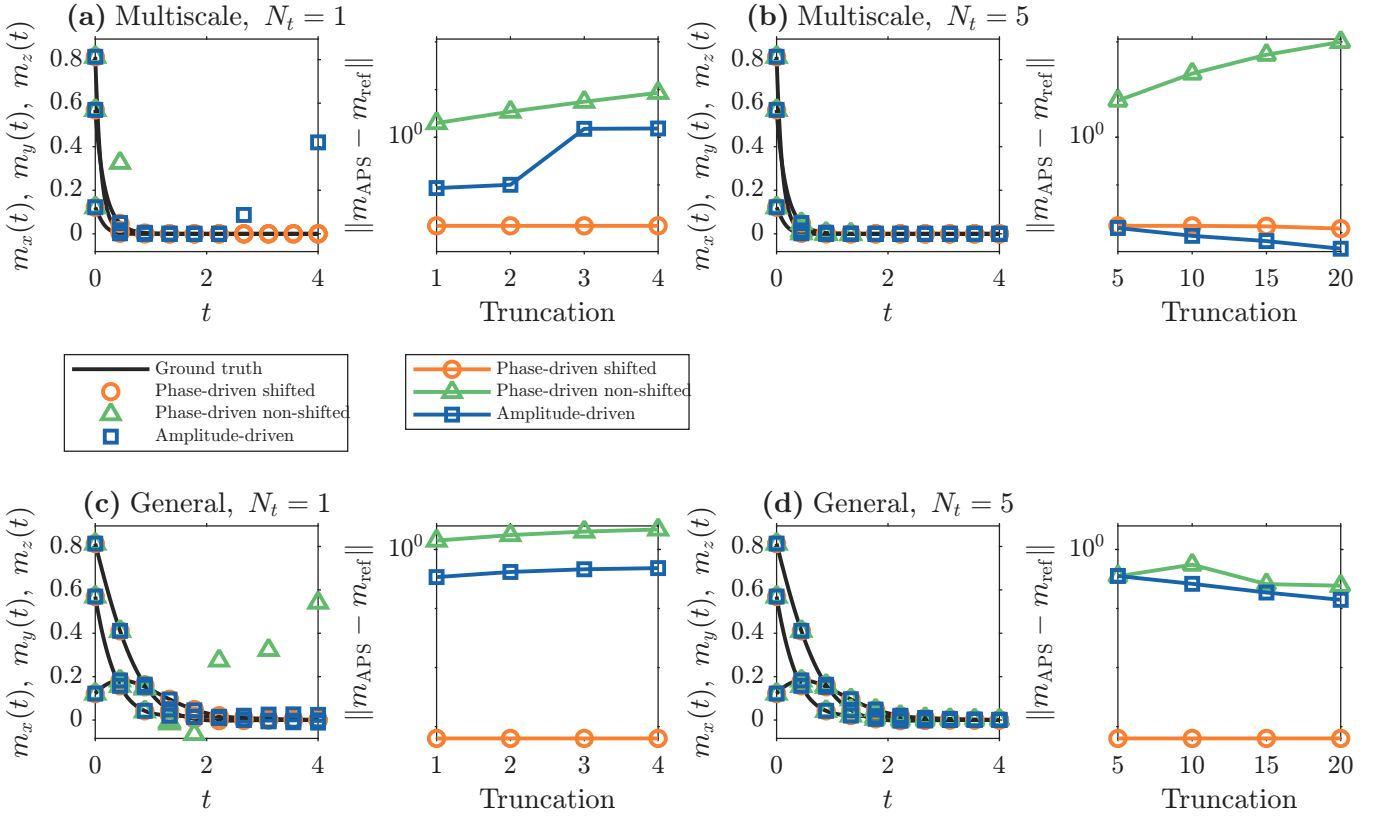 (a) Multiscale, N_t = 1
m_x(t), m_y(t), m_z(t)
0.8
0.6
0.4
0.2
0
0 2 4
t
‖m_APS − m_ref‖
10^0
1 2 3 4
Truncation
(b) Multiscale, N_t = 5
m_x(t), m_y(t), m_z(t)
0.8
0.6
0.4
0.2
0
0 2 4
t
‖m_APS − m_ref‖
10^0
5 10 15 20
Truncation
Ground truth
Phase-driven shifted
Phase-driven non-shifted
Amplitude-driven
Phase-driven shifted
Phase-driven non-shifted
Amplitude-driven
(c) General, N_t = 1
m_x(t), m_y(t), m_z(t)
0.8
0.6
0.4
0.2
0
0 2 4
t
‖m_APS − m_ref‖
10^0
1 2 3 4
Truncation
(d) General, N_t = 5
m_x(t), m_y(t), m_z(t)
0.8
0.6
0.4
0.2
0
0 2 4
t
‖m_APS − m_ref‖
10^0
5 10 15 20
Truncation